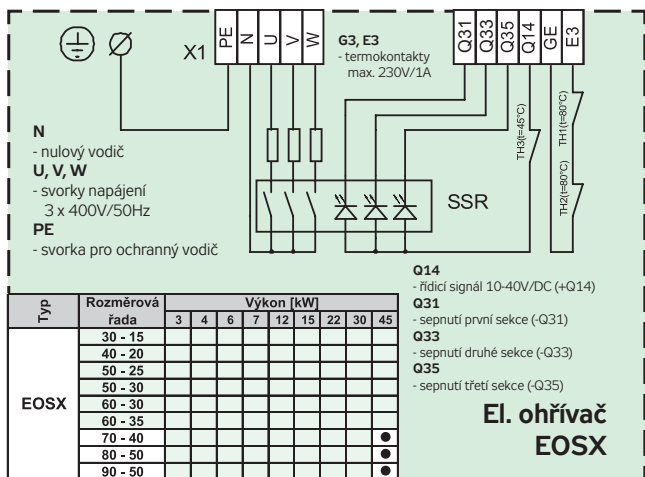 X1
PE
N
U
V
W
G3, E3
- termokontakty
max. 230V/1A
Q31
Q33
Q35
Q14
GE
E3
TH3(t=45°C)
TH1(t=80°C)
TH2(t=80°C)
SSR
N
- nulový vodič
U, V, W
- svorky napájení
3 x 400V/50Hz
PE
- svorka pro ochranný vodič
Q14
- řídicí signál 10-40V/DC (+Q14)
Q31
- sepnutí první sekce (-Q31)
Q33
- sepnutí druhé sekce (-Q33)
Q35
- sepnutí třetí sekce (-Q35)
Typ Rozměrová řada Výkon [kW]
3 4 6 7 12 15 22 30 45
EOSX
30 - 15
40 - 20
50 - 25
50 - 30
60 - 30
60 - 35
70 - 40 ●
80 - 50 ●
90 - 50 ●
El. ohřívač
EOSX